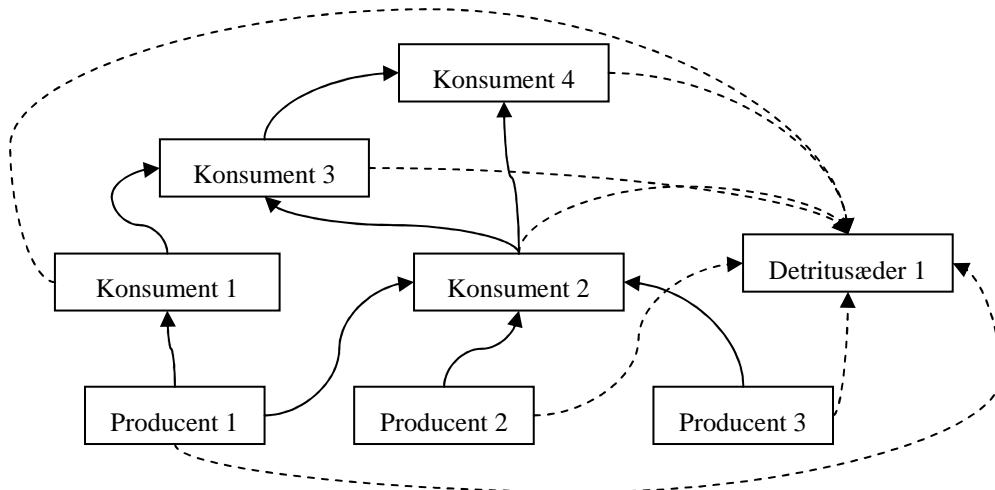 Konsument 4
Konsument 3
Konsument 1
Konsument 2
Detritusæder 1
Producent 1
Producent 2
Producent 3